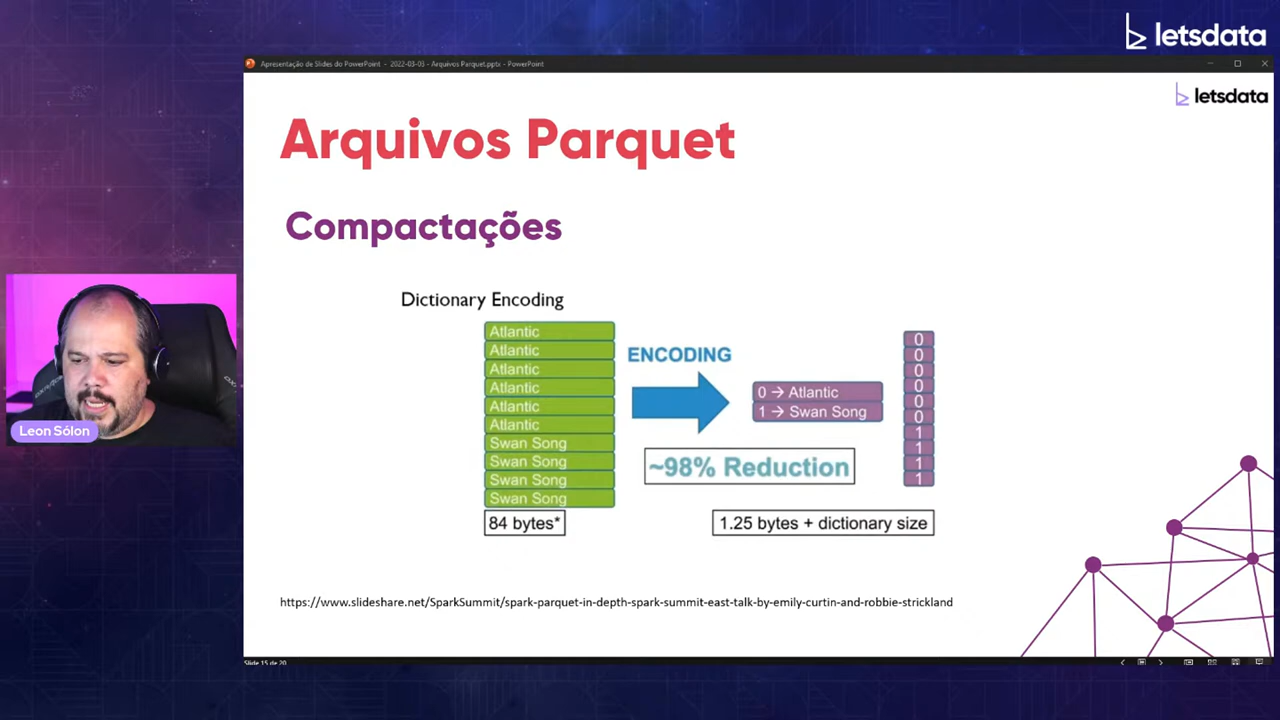 letsdata
Apresentação de Slides do PowerPoint - 2022-03-03 - Arquivos Parquet.pptx - PowerPoint
letsdata
Arquivos Parquet
Compactações
Dictionary Encoding
Atlantic
Atlantic
Atlantic
Atlantic
Atlantic
Atlantic
Swan Song
Swan Song
Swan Song
Swan Song
84 bytes*
ENCODING
0 → Atlantic
1 → Swan Song
~98% Reduction
0
0
0
0
0
0
1
1
1
1
1.25 bytes + dictionary size
https://www.slideshare.net/SparkSummit/spark-parquet-in-depth-spark-summit-east-talk-by-emily-curtin-and-robbie-strickland
Slide 15 de 20
Leon Sólon